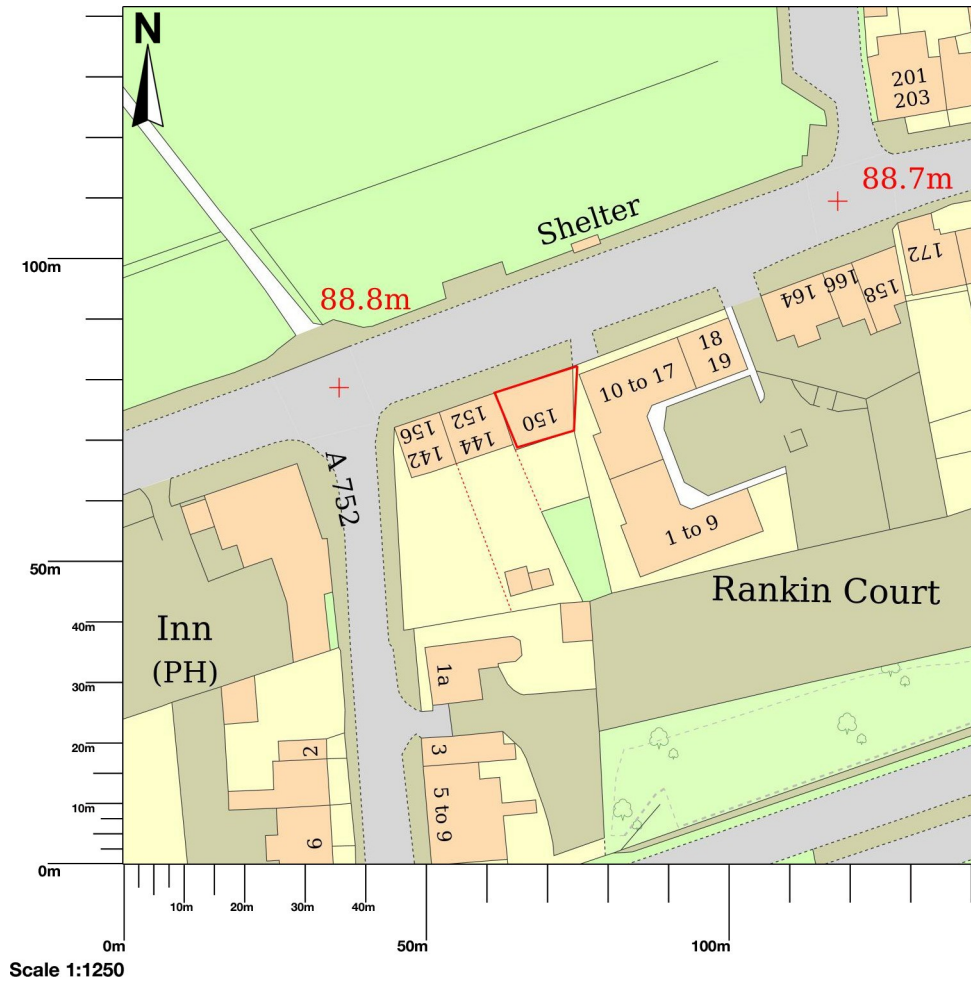 N
201
203
88.7m
Shelter
172
100m
88.8m
164
166
158
18
19
10 to 17
150
152
144
156
142
A 752
1 to 9
50m
Rankin Court
40m
Inn
(PH)
1a
30m
20m
2
3
5 to 9
10m
9
0m
10m
20m
30m
40m
0m
50m
100m
Scale 1:1250